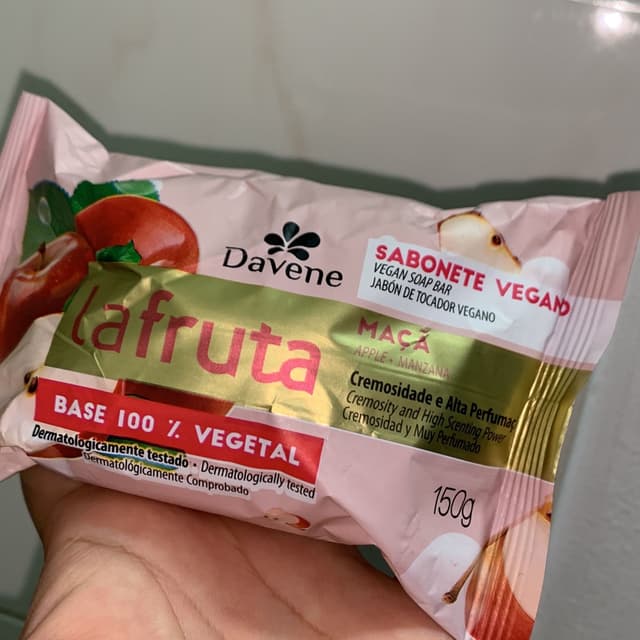 Davene
lafruta
BASE 100 % VEGETAL
Dermatologicamente testado • Dermatologically tested
Dermatológicamente Comprobado
SABONETE VEGANO
VEGAN SOAP BAR
JABÓN DE TOCADOR VEGANO
MAÇÃ
APPLE • MANZANA
Cremosidade e Alta Perfumaç
Cremosity and High Scenting Power
Cremosidad y Muy Perfumado
150g